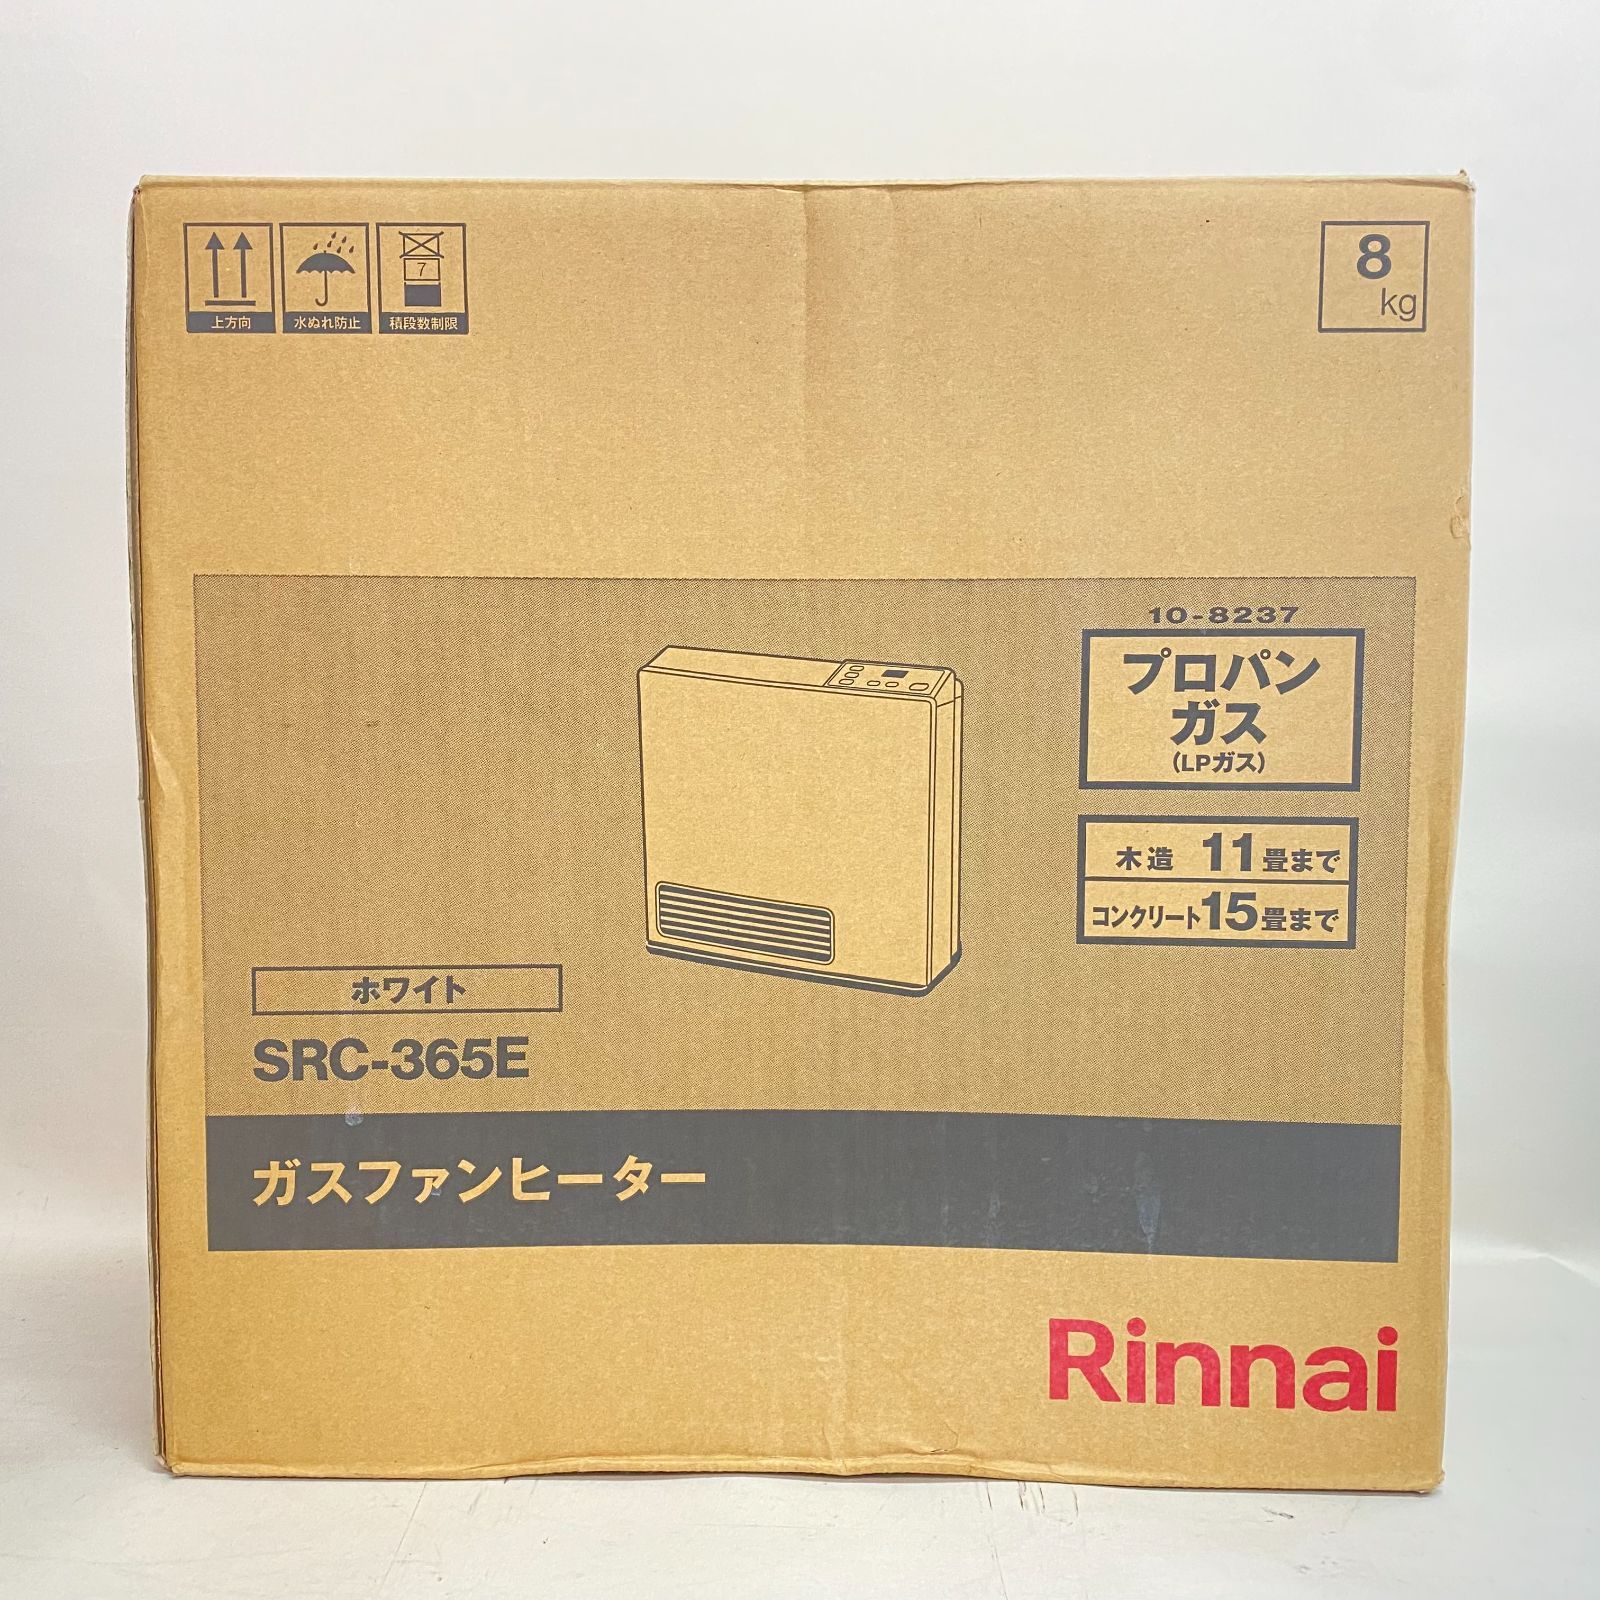 上方向
水ぬれ防止
7
積段数制限
8
kg
10-8237
プロパン
ガス
(LPガス)
木造 11畳まで
コンクリート15畳まで
ホワイト
SRC-365E
ガスファンヒーター
Rinnai